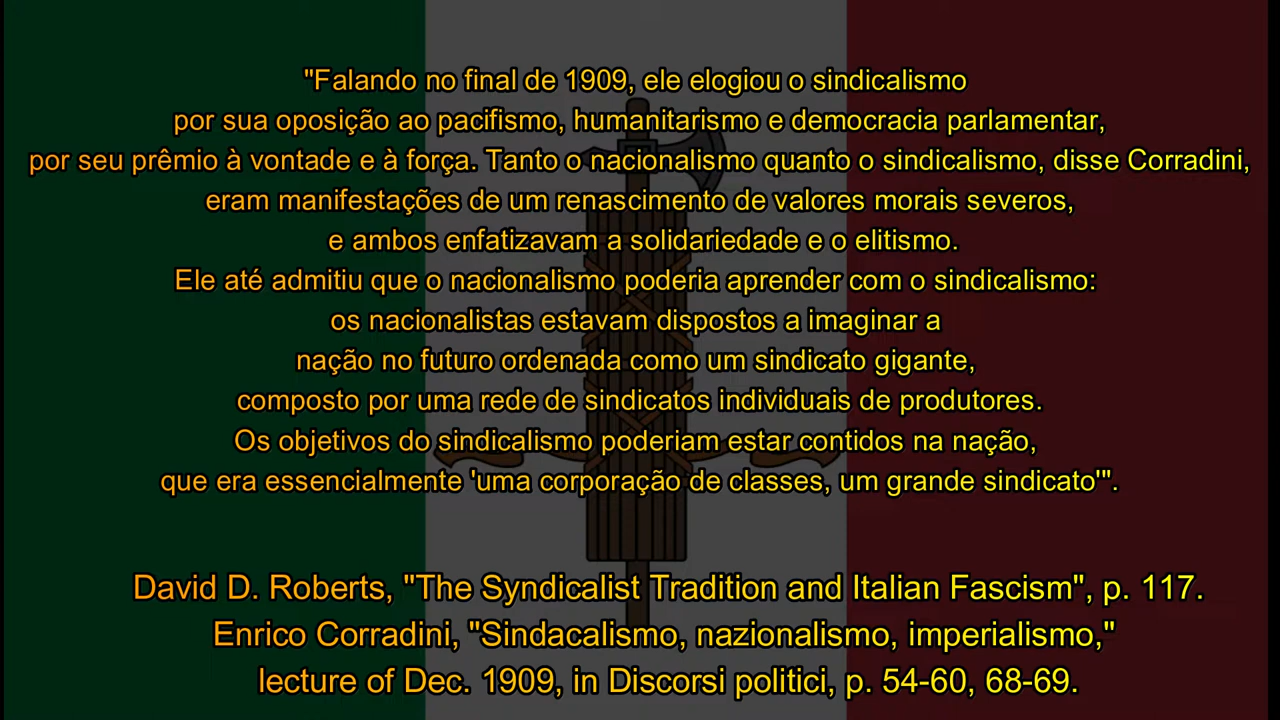 "Falando no final de 1909, ele elogiou o sindicalismo
por sua oposição ao pacifismo, humanitarismo e democracia parlamentar,
por seu prêmio à vontade e à força. Tanto o nacionalismo quanto o sindicalismo, disse Corradini,
eram manifestações de um renascimento de valores morais severos,
e ambos enfatizavam a solidariedade e o elitismo.
Ele até admitiu que o nacionalismo poderia aprender com o sindicalismo:
os nacionalistas estavam dispostos a imaginar a
nação no futuro ordenada como um sindicato gigante,
composto por uma rede de sindicatos individuais de produtores.
Os objetivos do sindicalismo poderiam estar contidos na nação,
que era essencialmente 'uma corporação de classes, um grande sindicato'".
David D. Roberts, "The Syndicalist Tradition and Italian Fascism", p. 117.
Enrico Corradini, "Sindacalismo, nazionalismo, imperialismo,"
lecture of Dec. 1909, in Discorsi politici, p. 54-60, 68-69.